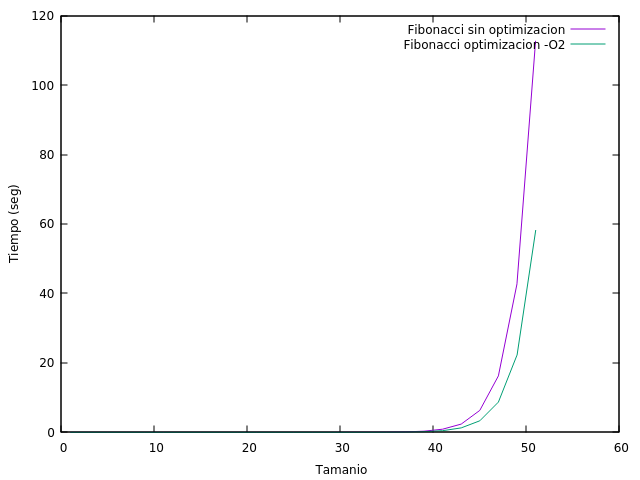 120
100
80
60
40
20
0
Tiempo (seg)
Fibonacci sin optimizacion
Fibonacci optimizacion -O2
0 10 20 30 40 50 60
Tamanio